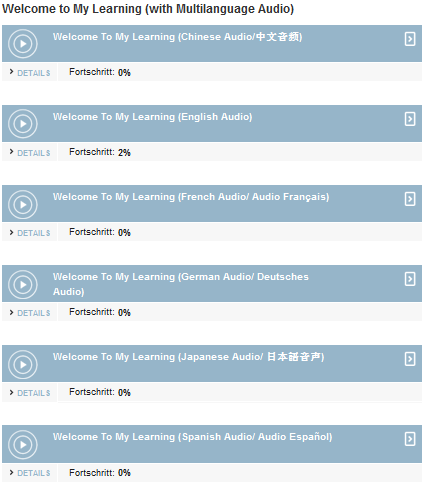 Welcome to My Learning (with Multilanguage Audio)
Welcome To My Learning (Chinese Audio/中文音频)
DETAILS Fortschritt: 0%
Welcome To My Learning (English Audio)
DETAILS Fortschritt: 2%
Welcome To My Learning (French Audio/ Audio Français)
DETAILS Fortschritt: 0%
Welcome To My Learning (German Audio/ Deutsches
Audio)
DETAILS Fortschritt: 0%
Welcome To My Learning (Japanese Audio/ 日本語音声)
DETAILS Fortschritt: 0%
Welcome To My Learning (Spanish Audio/ Audio Español)
DETAILS Fortschritt: 0%